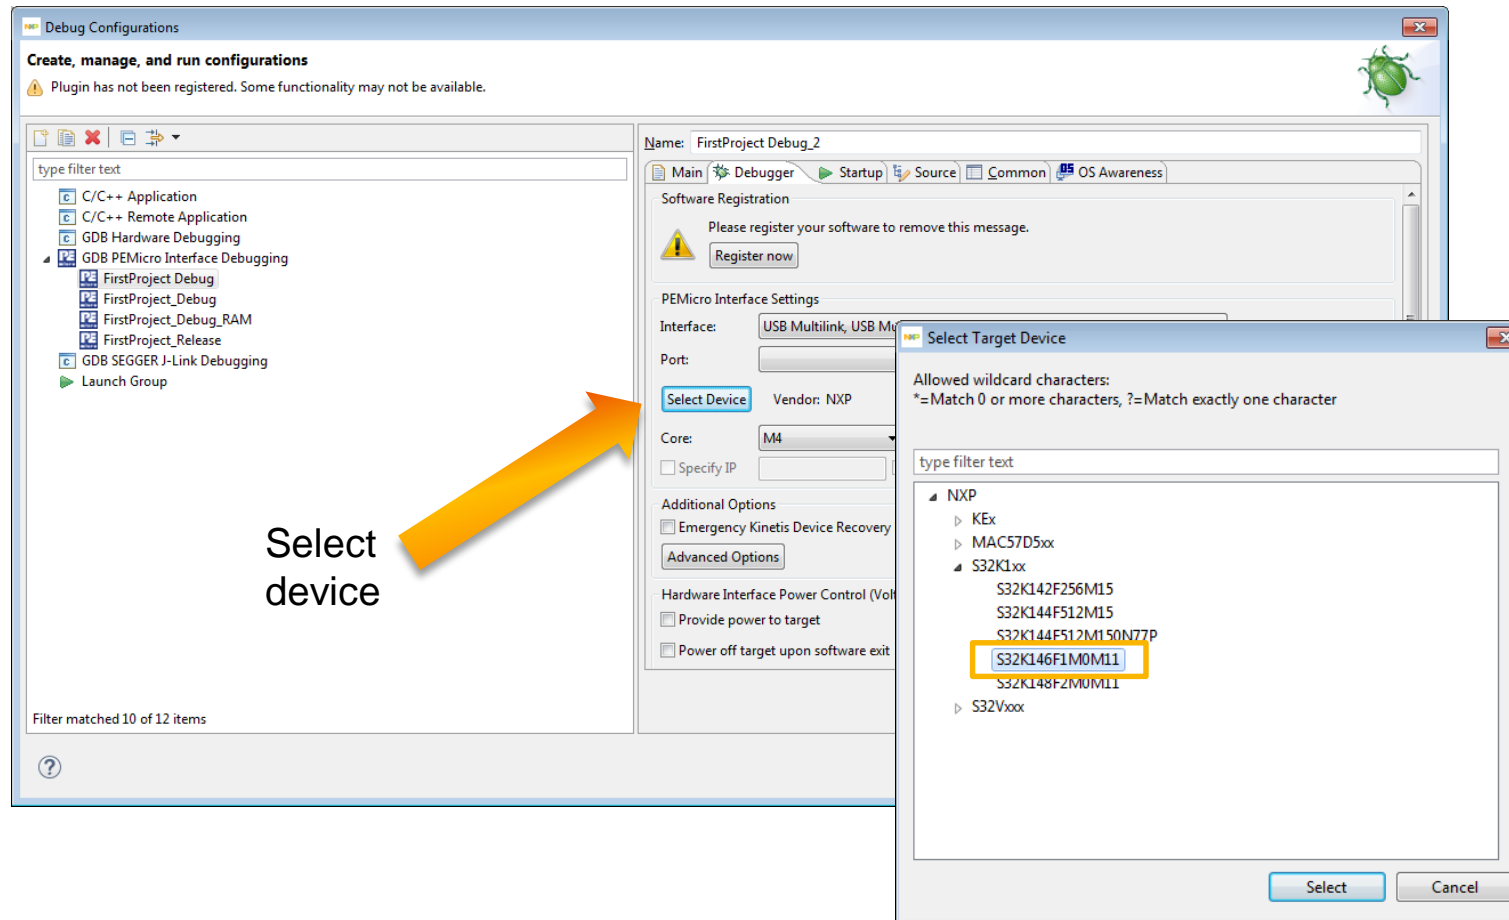 NXP Debug Configurations
Create, manage, and run configurations
Plugin has not been registered. Some functionality may not be available.
type filter text
C/C++ Application
C/C++ Remote Application
GDB Hardware Debugging
GDB PEMicro Interface Debugging
FirstProject Debug
FirstProject_Debug
FirstProject_Debug_RAM
FirstProject_Release
GDB SEGGER J-Link Debugging
Launch Group
Filter matched 10 of 12 items
Select
device
Name: FirstProject Debug_2
Main Debugger Startup Source Common OS Awareness
Software Registration
Please register your software to remove this message.
Register now
PEMicro Interface Settings
Interface: USB Multilink, USB Mu
Port:
Select Device Vendor: NXP
Core: M4
Specify IP
Additional Options
Emergency Kinetis Device Recovery
Advanced Options
Hardware Interface Power Control (Volt
Provide power to target
Power off target upon software exit
NXP Select Target Device
Allowed wildcard characters:
*=Match 0 or more characters, ?=Match exactly one character
type filter text
NXP
KEx
MAC57D5xx
S32K1xx
S32K142F256M15
S32K144F512M15
S32K144F512M150N77P
S32K146F1M0M11
S32K148F2M0M11
S32Vxxx
Select Cancel